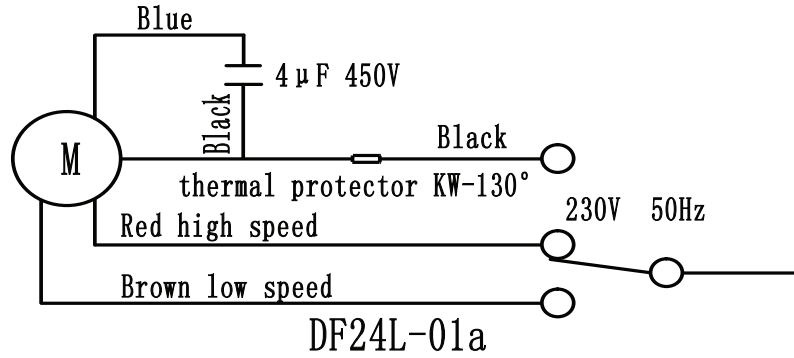 Blue
4μF 450V
Black
Black
M
thermal protector KW-130°
230V 50Hz
Red high speed
Brown low speed
DF24L-01a